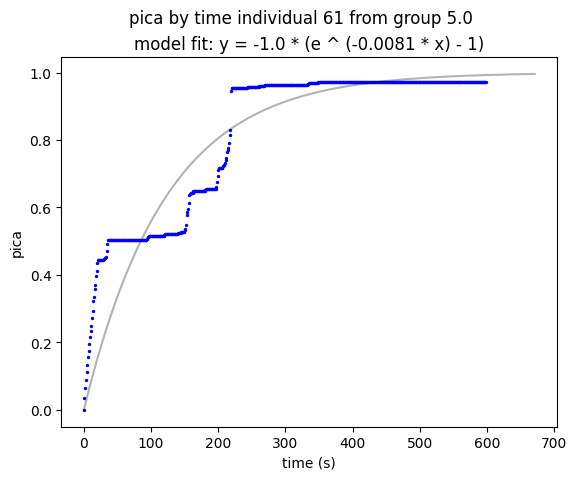 pica by time individual 61 from group 5.0
model fit: y = -1.0 * (e ^ (-0.0081 * x) - 1)
1.0
0.8
0.6
0.4
0.2
0.0
pica
0 100 200 300 400 500 600 700
time (s)